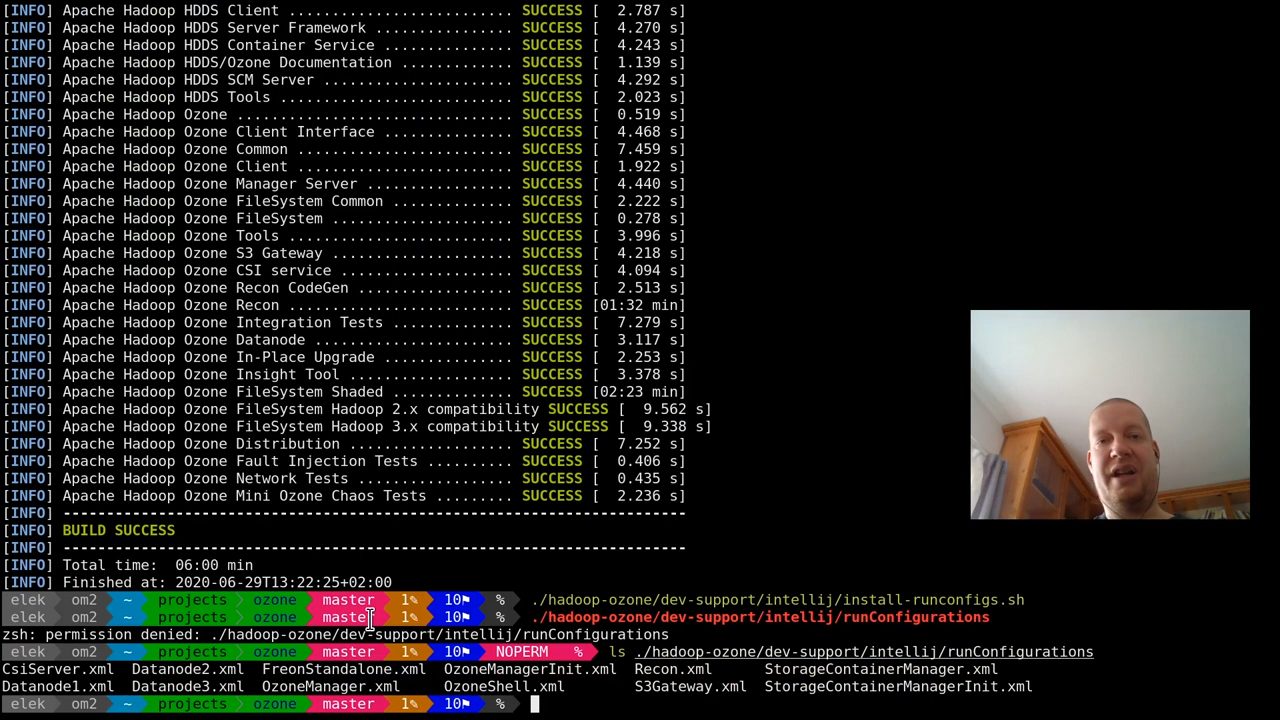 [INFO] Apache Hadoop HDDS Client ............................ SUCCESS [  2.787 s]
[INFO] Apache Hadoop HDDS Server Framework ................ SUCCESS [  4.270 s]
[INFO] Apache Hadoop HDDS Container Service ............... SUCCESS [  4.243 s]
[INFO] Apache Hadoop HDDS/Ozone Documentation ............. SUCCESS [  1.139 s]
[INFO] Apache Hadoop HDDS SCM Server ...................... SUCCESS [  4.292 s]
[INFO] Apache Hadoop HDDS Tools ........................... SUCCESS [  2.023 s]
[INFO] Apache Hadoop Ozone ................................ SUCCESS [  0.519 s]
[INFO] Apache Hadoop Ozone Client Interface ............... SUCCESS [  4.468 s]
[INFO] Apache Hadoop Ozone Common ......................... SUCCESS [  7.459 s]
[INFO] Apache Hadoop Ozone Client ......................... SUCCESS [  1.922 s]
[INFO] Apache Hadoop Ozone Manager Server ................. SUCCESS [  4.440 s]
[INFO] Apache Hadoop Ozone FileSystem Common .............. SUCCESS [  2.222 s]
[INFO] Apache Hadoop Ozone FileSystem ..................... SUCCESS [  0.278 s]
[INFO] Apache Hadoop Ozone Tools .......................... SUCCESS [  3.996 s]
[INFO] Apache Hadoop Ozone S3 Gateway ..................... SUCCESS [  4.218 s]
[INFO] Apache Hadoop Ozone CSI service .................... SUCCESS [  4.094 s]
[INFO] Apache Hadoop Ozone Recon CodeGen .................. SUCCESS [  2.513 s]
[INFO] Apache Hadoop Ozone Recon .......................... SUCCESS [01:32 min]
[INFO] Apache Hadoop Ozone Integration Tests .............. SUCCESS [  7.279 s]
[INFO] Apache Hadoop Ozone Datanode ....................... SUCCESS [  3.117 s]
[INFO] Apache Hadoop Ozone In-Place Upgrade ............... SUCCESS [  2.253 s]
[INFO] Apache Hadoop Ozone Insight Tool ................... SUCCESS [  3.378 s]
[INFO] Apache Hadoop Ozone FileSystem Shaded .............. SUCCESS [02:23 min]
[INFO] Apache Hadoop Ozone FileSystem Hadoop 2.x compatibility SUCCESS [  9.562 s]
[INFO] Apache Hadoop Ozone FileSystem Hadoop 3.x compatibility SUCCESS [  9.338 s]
[INFO] Apache Hadoop Ozone Distribution ................... SUCCESS [  7.252 s]
[INFO] Apache Hadoop Ozone Fault Injection Tests .......... SUCCESS [  0.406 s]
[INFO] Apache Hadoop Ozone Network Tests .................. SUCCESS [  0.435 s]
[INFO] Apache Hadoop Ozone Mini Ozone Chaos Tests ......... SUCCESS [  2.236 s]
[INFO] ------------------------------------------------------------------------
[INFO] BUILD SUCCESS
[INFO] ------------------------------------------------------------------------
[INFO] Total time:  06:00 min
[INFO] Finished at: 2020-06-29T13:22:25+02:00
elek om2 ~ projects ozone master 1✎ 10⚑ % ./hadoop-ozone/dev-support/intellij/install-runconfigs.sh
elek om2 ~ projects ozone master 1✎ 10⚑ % ./hadoop-ozone/dev-support/intellij/runConfigurations
zsh: permission denied: ./hadoop-ozone/dev-support/intellij/runConfigurations
elek om2 ~ projects ozone master 1✎ 10⚑ NOPERM % ls ./hadoop-ozone/dev-support/intellij/runConfigurations
CsiServer.xml Datanode2.xml FreonStandalone.xml OzoneManagerInit.xml Recon.xml StorageContainerManager.xml
Datanode1.xml Datanode3.xml OzoneManager.xml OzoneShell.xml S3Gateway.xml StorageContainerManagerInit.xml
elek om2 ~ projects ozone master 1✎ 10⚑ %